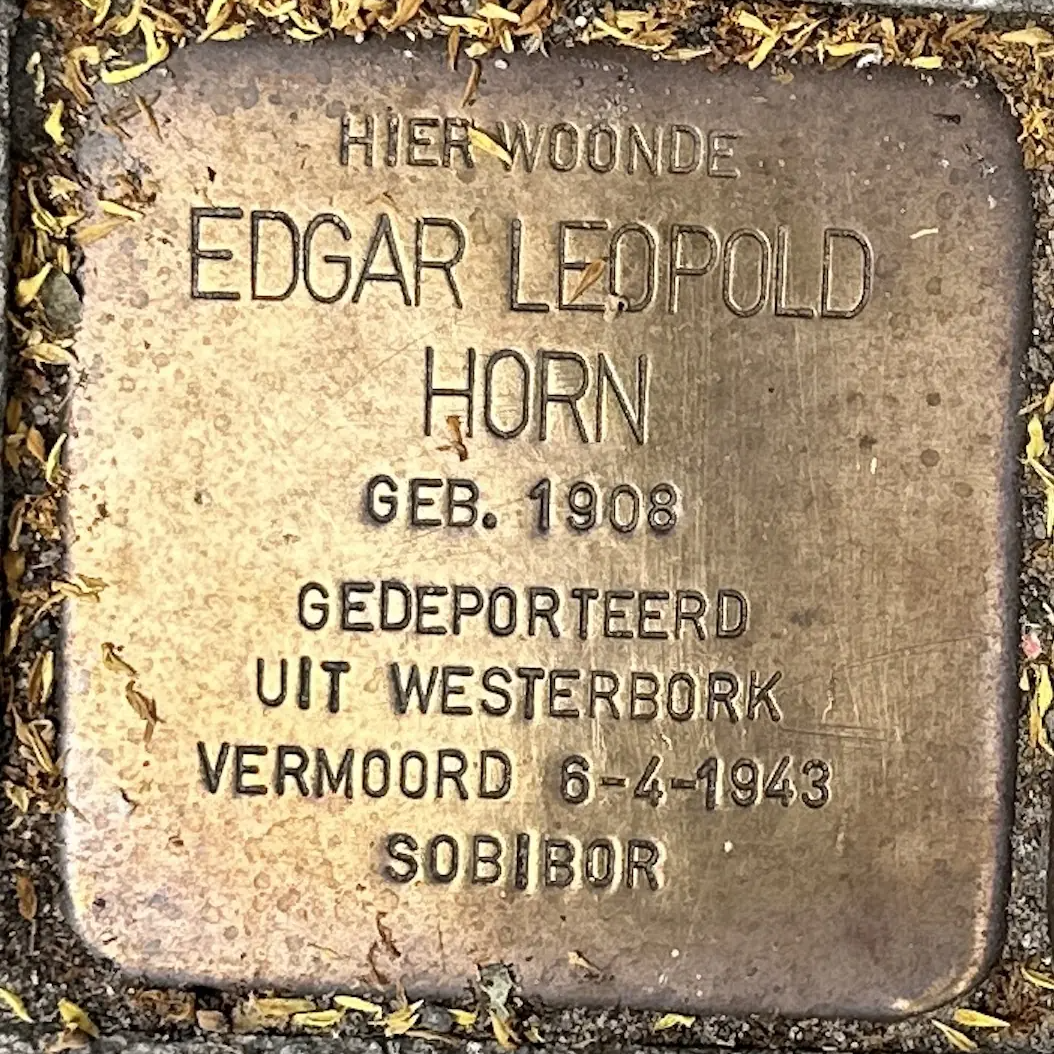 HIER WOONDE
EDGAR LEOPOLD
HORN
GEB. 1908
GEDEPORTEERD
UIT WESTERBORK
VERMOORD 6-4-1943
SOBIBOR